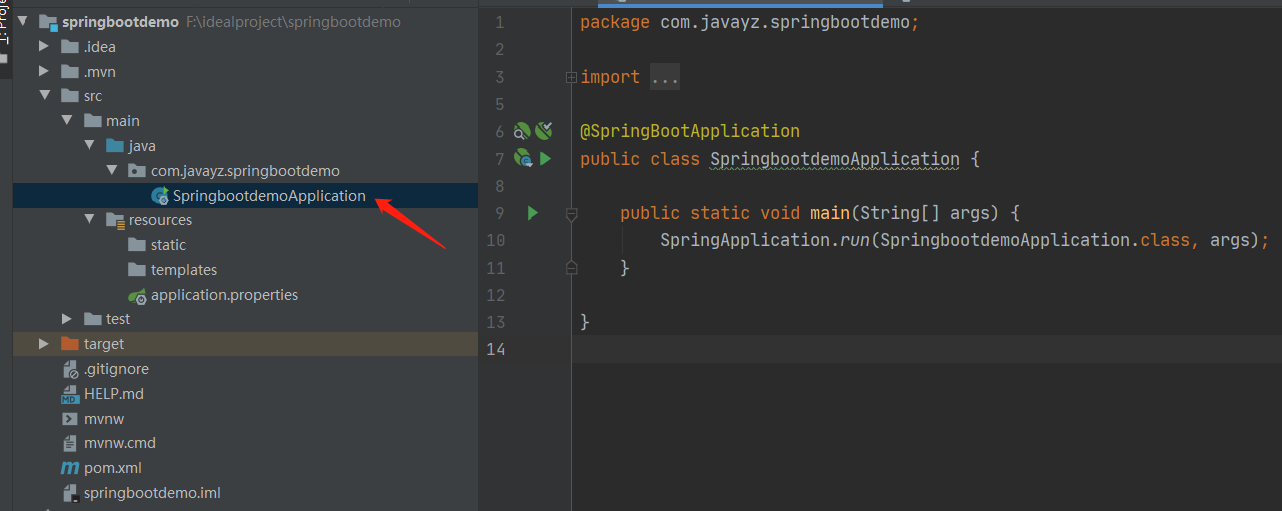 1: Project
springbootdemo F:\idealproject\springbootdemo
.idea
.mvn
src
main
java
com.javayz.springbootdemo
SpringbootdemoApplication
resources
static
templates
application.properties
test
target
.gitignore
HELP.md
mvnw
mvnw.cmd
pom.xml
springbootdemo.iml
1 package com.javayz.springbootdemo;
2
3 import ...
5
6 @SpringBootApplication
7 public class SpringbootdemoApplication {
8
9 public static void main(String[] args) {
10 SpringApplication.run(SpringbootdemoApplication.class, args);
11 }
12
13 }
14